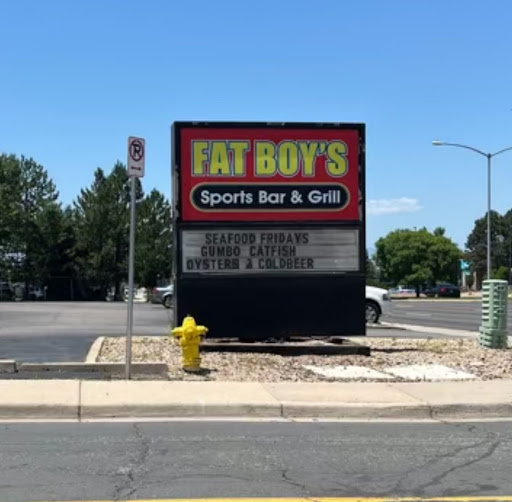 FAT BOY'S
Sports Bar & Grill
SEAFOOD FRIDAYS
GUMBO CATFISH
OYSTERS & COLDBEER